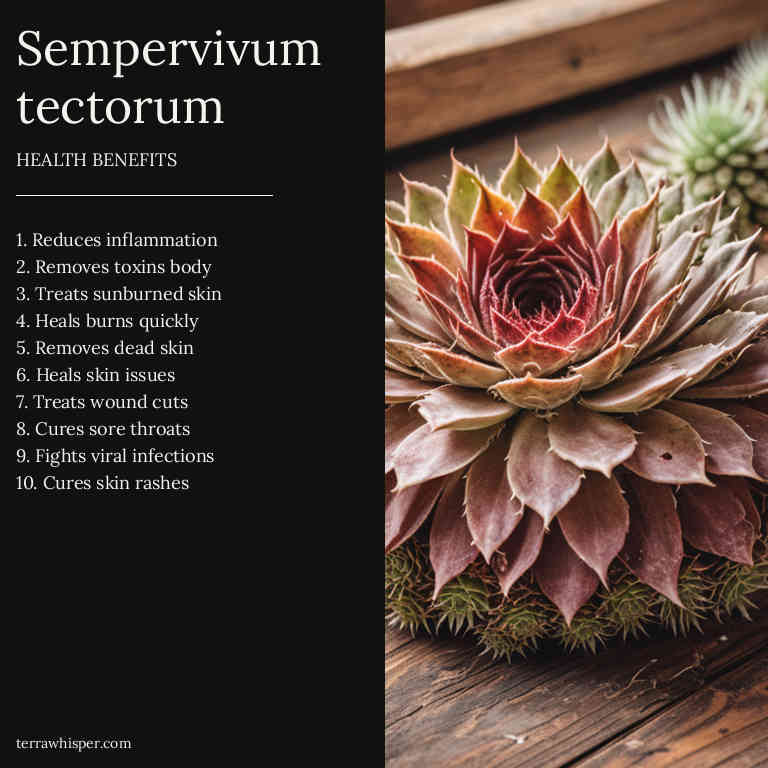 Sempervivum
tectorum
HEALTH BENEFITS
1. Reduces inflammation
2. Removes toxins body
3. Treats sunburned skin
4. Heals burns quickly
5. Removes dead skin
6. Heals skin issues
7. Treats wound cuts
8. Cures sore throats
9. Fights viral infections
10. Cures skin rashes
terrawhisper.com